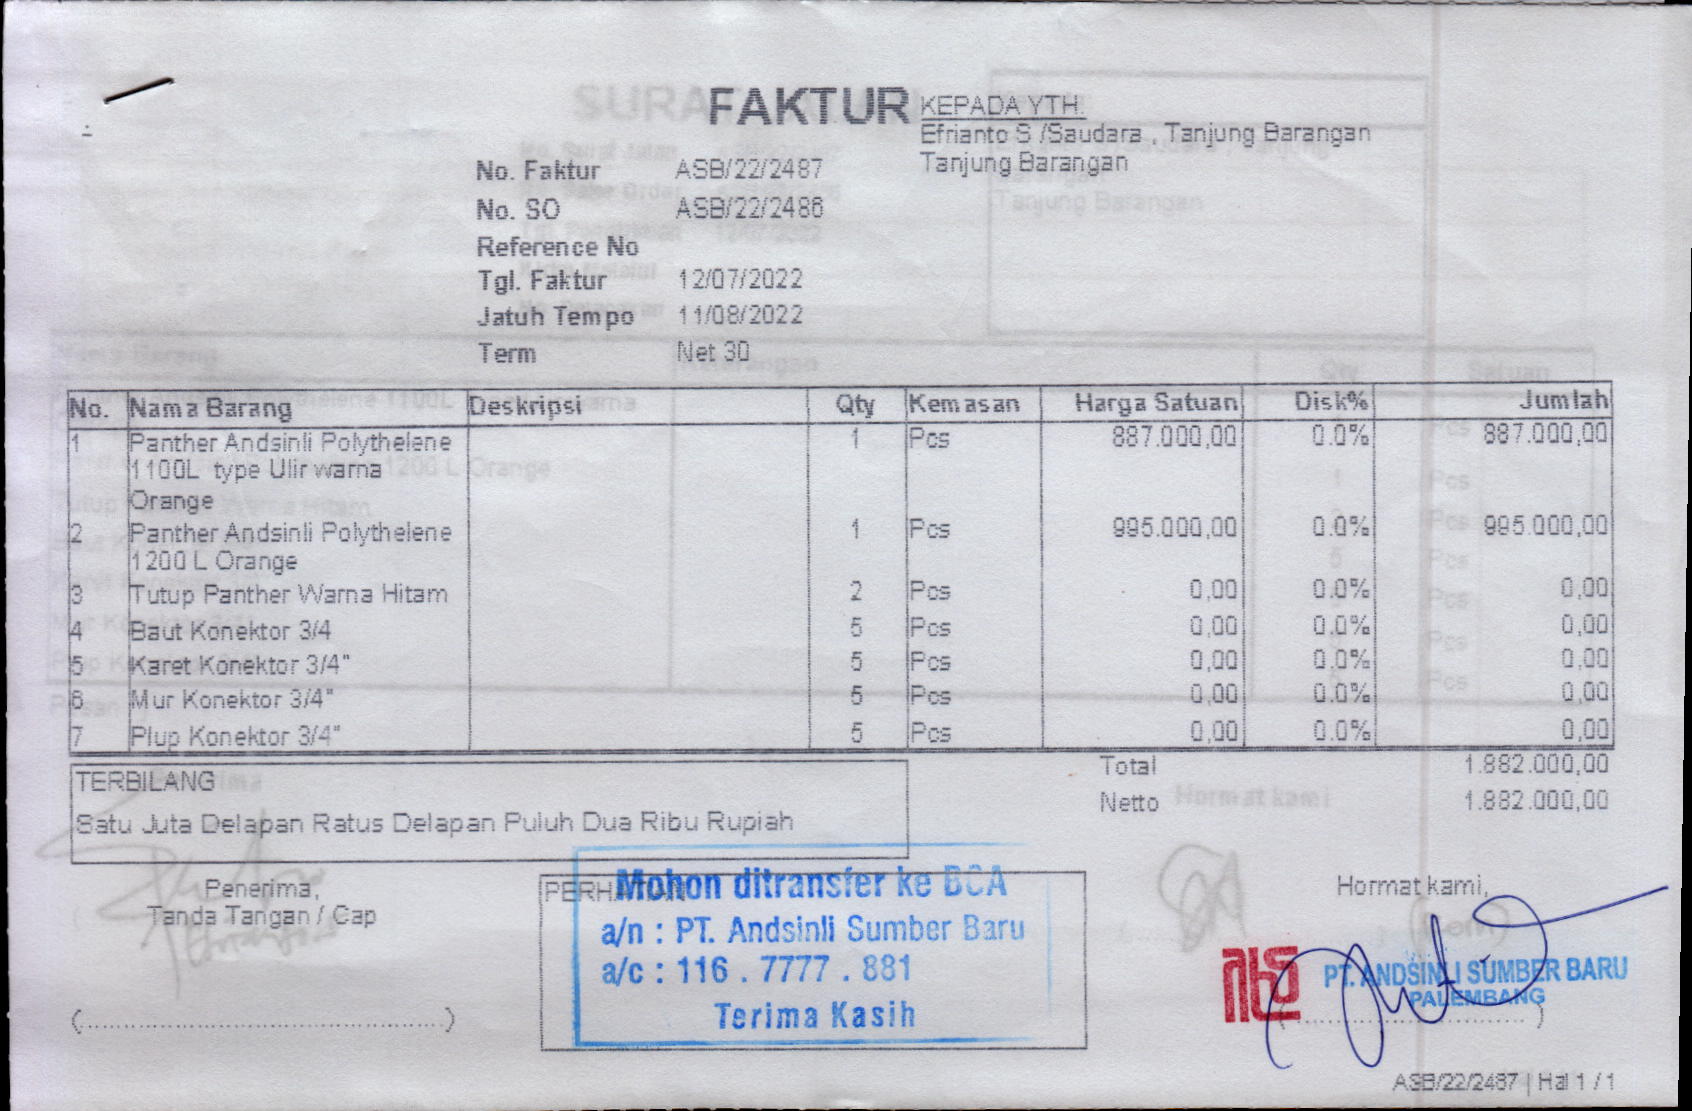 FAKTUR
KEPADA YTH.
Efrianto S /Saudara , Tanjung Barangan
Tanjung Barangan
No. Faktur ASB/22/2487
No. SO ASB/22/2486
Reference No
Tgl. Faktur 12/07/2022
Jatuh Tempo 11/08/2022
Term Net 30
No. Nama Barang Deskripsi Qty Kemasan Harga Satuan Disk% Jumlah
1 Panther Andsinli Polythelene 1 Pcs 887.000,00 0.0% 887.000,00
1100L type Ulir warna
Orange
2 Panther Andsinli Polythelene 1 Pcs 995.000,00 0.0% 995.000,00
1200 L Orange
3 Tutup Panther Warna Hitam 2 Pcs 0,00 0.0% 0,00
4 Baut Konektor 3/4 5 Pcs 0,00 0.0% 0,00
5 Karet Konektor 3/4" 5 Pcs 0,00 0.0% 0,00
6 Mur Konektor 3/4" 5 Pcs 0,00 0.0% 0,00
7 Plup Konektor 3/4" 5 Pcs 0,00 0.0% 0,00
Total 1.882.000,00
Netto 1.882.000,00
TERBILANG
Satu Juta Delapan Ratus Delapan Puluh Dua Ribu Rupiah
Penerima,
Tanda Tangan / Cap
(..................................................)
Mohon ditransfer ke BCA
a/n : PT. Andsinli Sumber Baru
a/c : 116 . 7777 . 881
Terima Kasih
Hormat kami,
PT. ANDSINLI SUMBER BARU
PALEMBANG
ASB/22/2487 | Hal 1 / 1